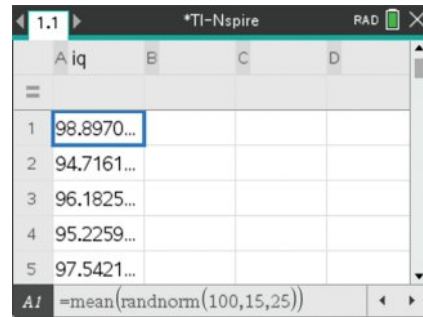 1.1 *TI-Nspire RAD
A iq B C D
=
1 98.8970...
2 94.7161...
3 96.1825...
4 95.2259...
5 97.5421...
A1 =mean(randnorm(100,15,25))